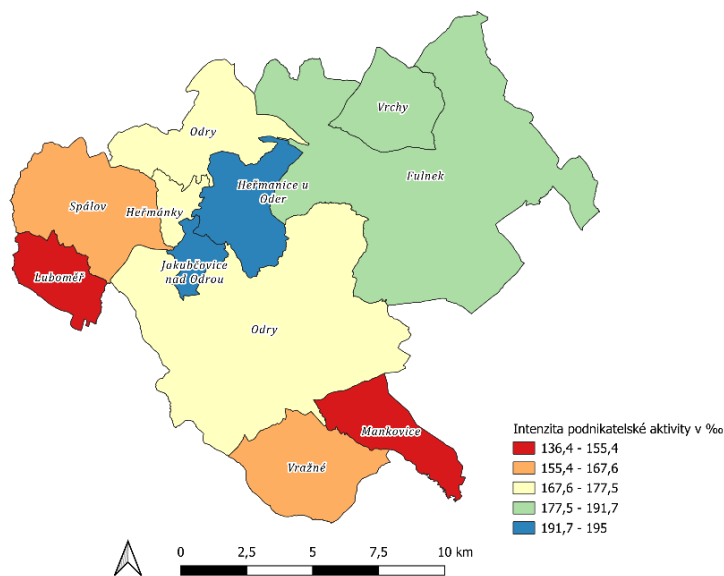 Vrchy
Odry
Fulnek
Heřmanice u
Oder
Spálov
Heřmánky
Jakubčovice
nad Odrou
Luboměř
Odry
Mankovice
Vražné
Intenzita podnikatelské aktivity v ‰
136,4 - 155,4
155,4 - 167,6
167,6 - 177,5
177,5 - 191,7
191,7 - 195
0 2,5 5 7,5 10 km